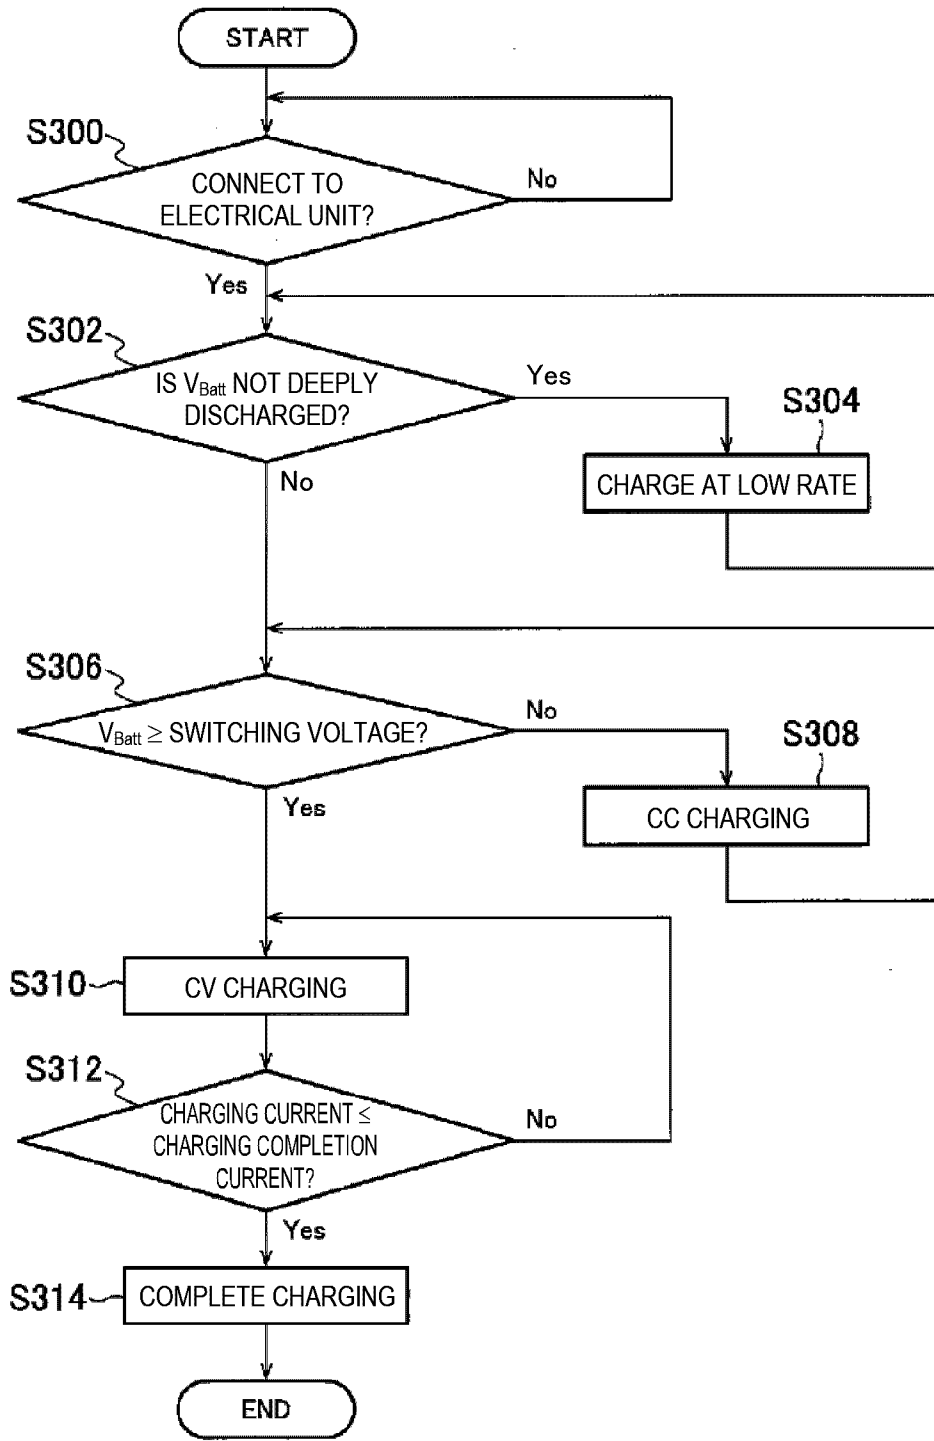 START
S300
CONNECT TO
ELECTRICAL UNIT?
No
Yes
S302
IS VBatt NOT DEEPLY
DISCHARGED?
Yes
S304
CHARGE AT LOW RATE
No
S306
VBatt ≥ SWITCHING VOLTAGE?
No
S308
CC CHARGING
Yes
S310
CV CHARGING
S312
CHARGING CURRENT ≤
CHARGING COMPLETION
CURRENT?
No
Yes
S314
COMPLETE CHARGING
END